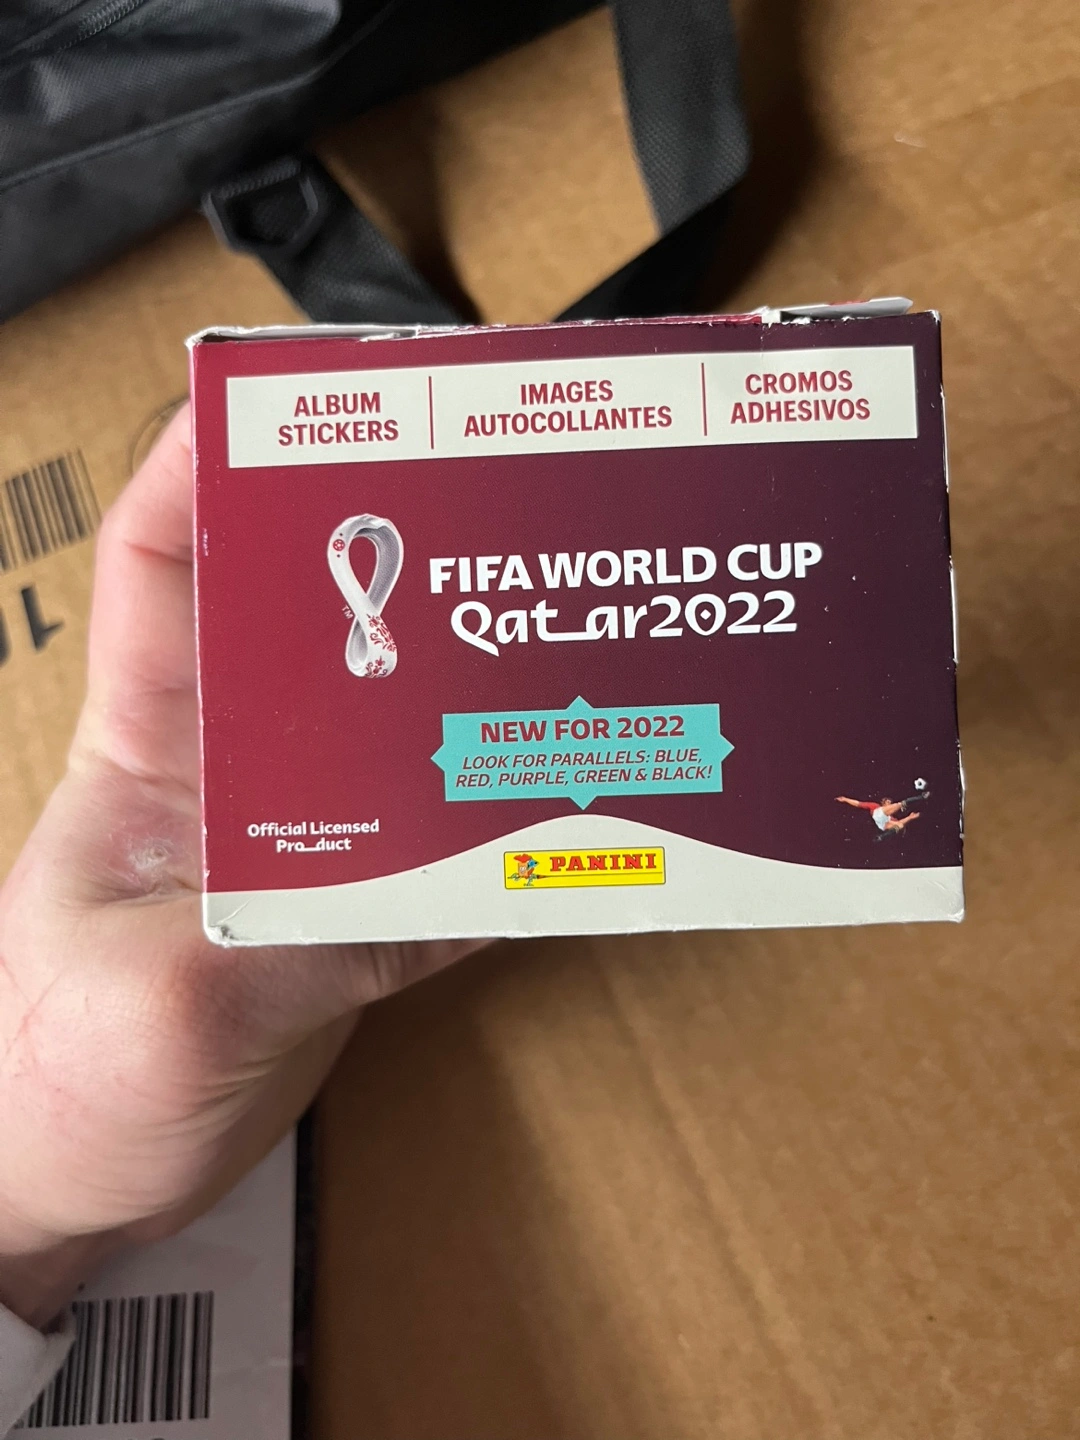 ALBUM
STICKERS
IMAGES
AUTOCOLLANTES
CROMOS
ADHESIVOS
TM
FIFA WORLD CUP
Qatar2022
NEW FOR 2022
LOOK FOR PARALLELS: BLUE,
RED, PURPLE, GREEN & BLACK!
Official Licensed
Product
PANINI